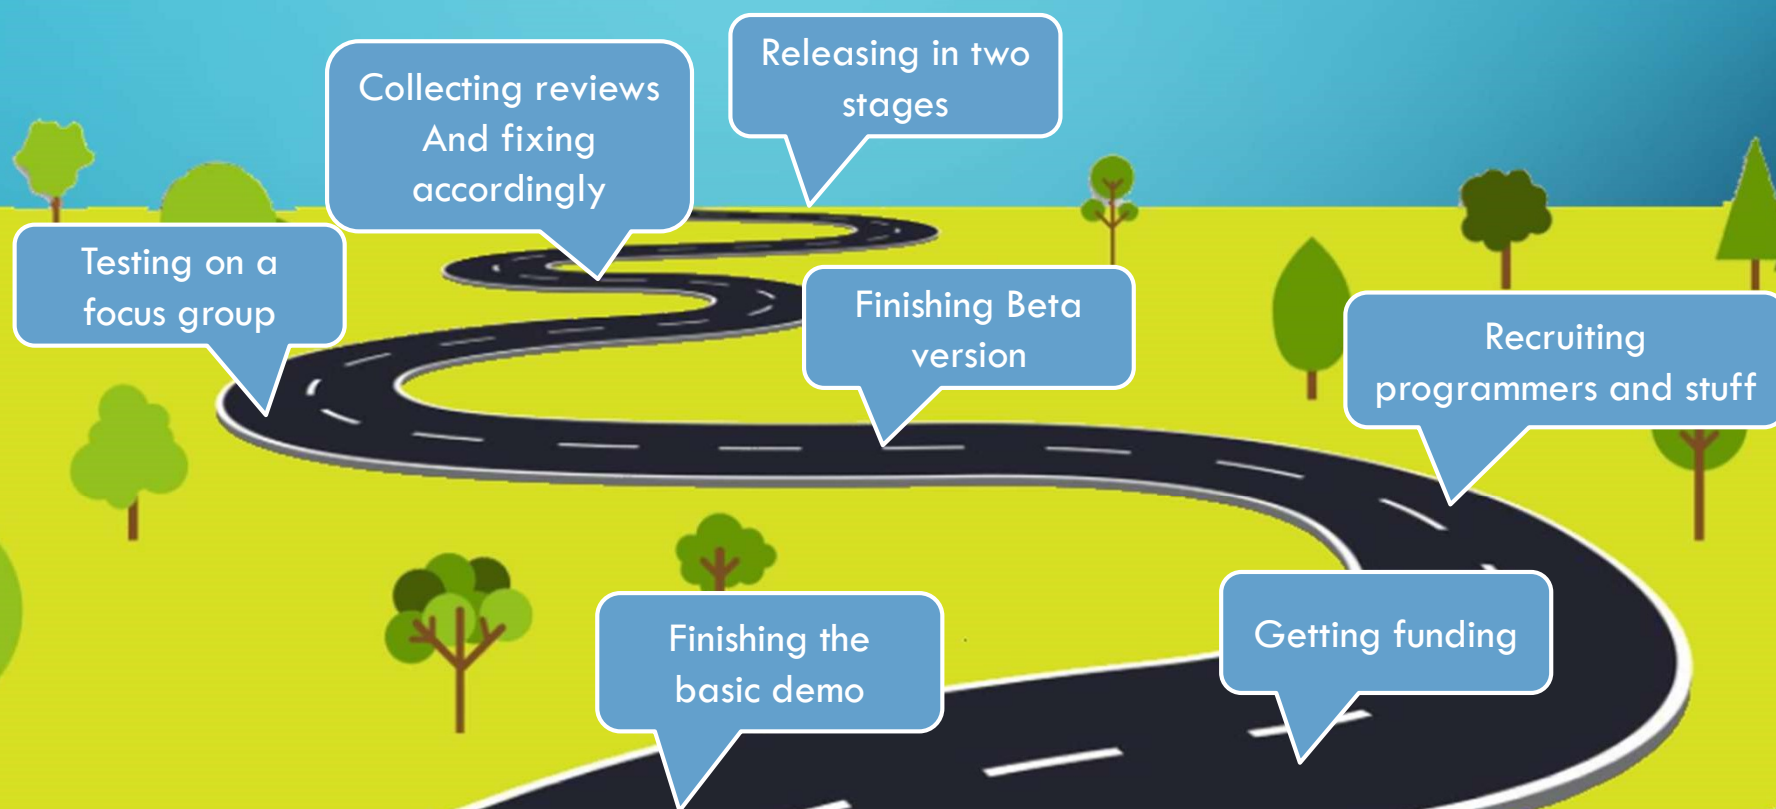 Releasing in two
stages
Collecting reviews
And fixing
accordingly
Testing on a
focus group
Finishing Beta
version
Recruiting
programmers and stuff
Finishing the
basic demo
Getting funding